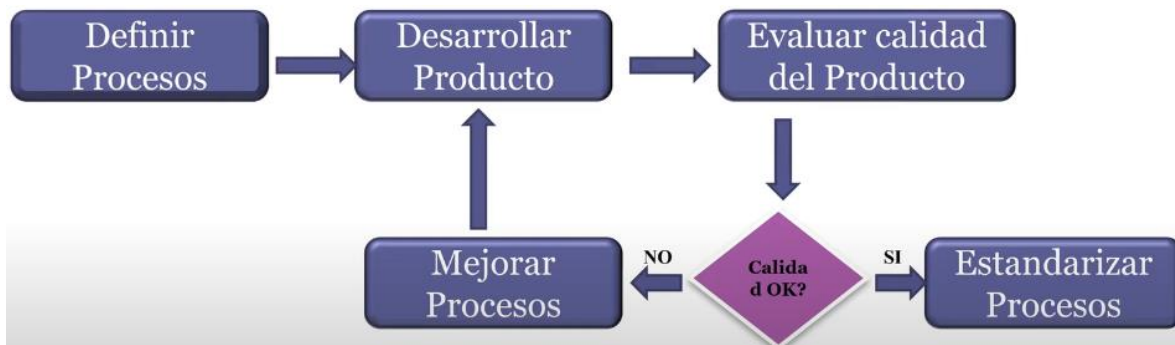 Definir
Procesos
Desarrollar
Producto
Evaluar calidad
del Producto
Mejorar
Procesos
NO
Calida
d OK?
SI
Estandarizar
Procesos